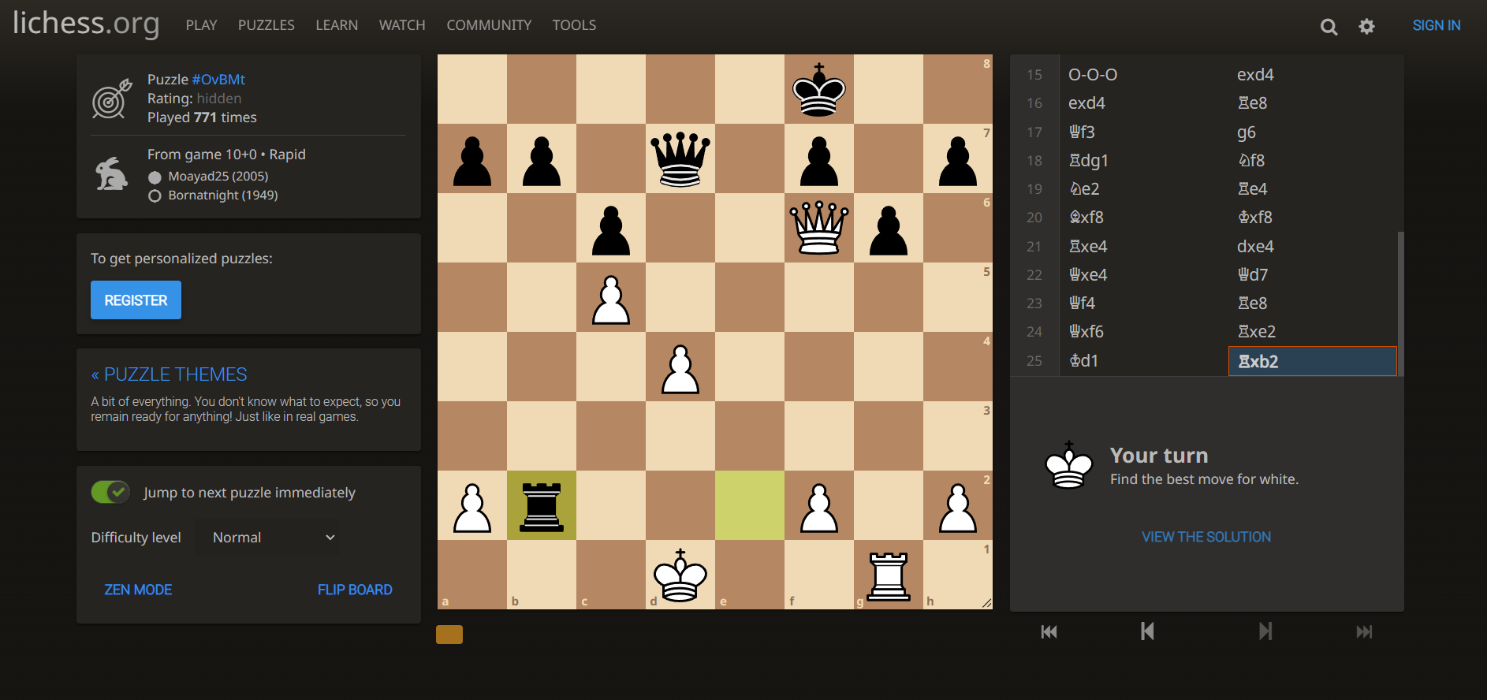 lichess.org PLAY PUZZLES LEARN WATCH COMMUNITY TOOLS SIGN IN
Puzzle #OvBMt
Rating: hidden
Played 771 times
From game 10+0 • Rapid
Moayad25 (2005)
Bornatnight (1949)
To get personalized puzzles:
REGISTER
« PUZZLE THEMES
A bit of everything. You don't know what to expect, so you
remain ready for anything! Just like in real games.
Jump to next puzzle immediately
Difficulty level Normal
ZEN MODE FLIP BOARD
8
7
6
5
4
3
2
1
a b c d e f g h
15 O-O-O exd4
16 exd4 ♖e8
17 ♕f3 g6
18 ♖dg1 ♘f8
19 ♘e2 ♖e4
20 ♗xf8 ♔xf8
21 ♖xe4 dxe4
22 ♕xe4 ♕d7
23 ♕f4 ♖e8
24 ♕xf6 ♖xe2
25 ♔d1 ♖xb2
Your turn
Find the best move for white.
VIEW THE SOLUTION